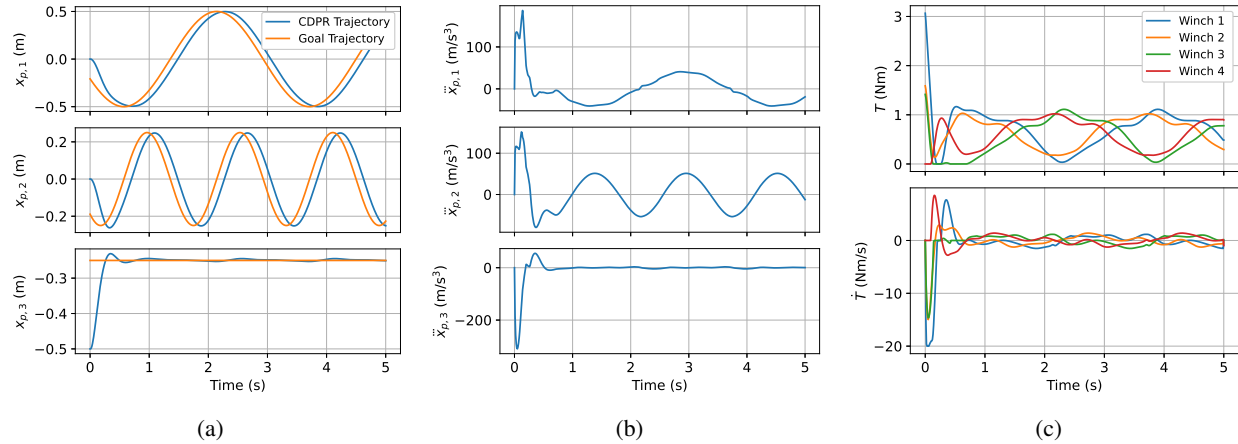 CDPR Trajectory
Goal Trajectory
0.5
0.0
−0.5
x_{p,1} (m)
0.2
0.0
−0.2
x_{p,2} (m)
−0.3
−0.4
−0.5
x_{p,3} (m)
0 1 2 3 4 5
Time (s)
(a)
100
0
x⃛_{p,1} (m/s³)
100
0
x⃛_{p,2} (m/s³)
0
−200
x⃛_{p,3} (m/s³)
0 1 2 3 4 5
Time (s)
(b)
Winch 1
Winch 2
Winch 3
Winch 4
3
2
1
0
T (Nm)
0
−10
−20
Ṫ (Nm/s)
0 1 2 3 4 5
Time (s)
(c)